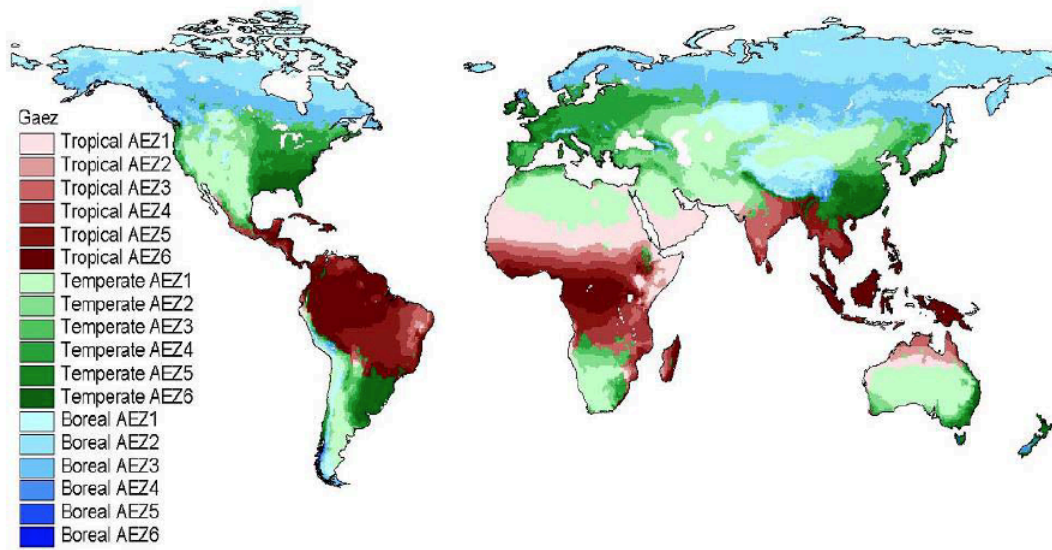 Gaez
Tropical AEZ1
Tropical AEZ2
Tropical AEZ3
Tropical AEZ4
Tropical AEZ5
Tropical AEZ6
Temperate AEZ1
Temperate AEZ2
Temperate AEZ3
Temperate AEZ4
Temperate AEZ5
Temperate AEZ6
Boreal AEZ1
Boreal AEZ2
Boreal AEZ3
Boreal AEZ4
Boreal AEZ5
Boreal AEZ6